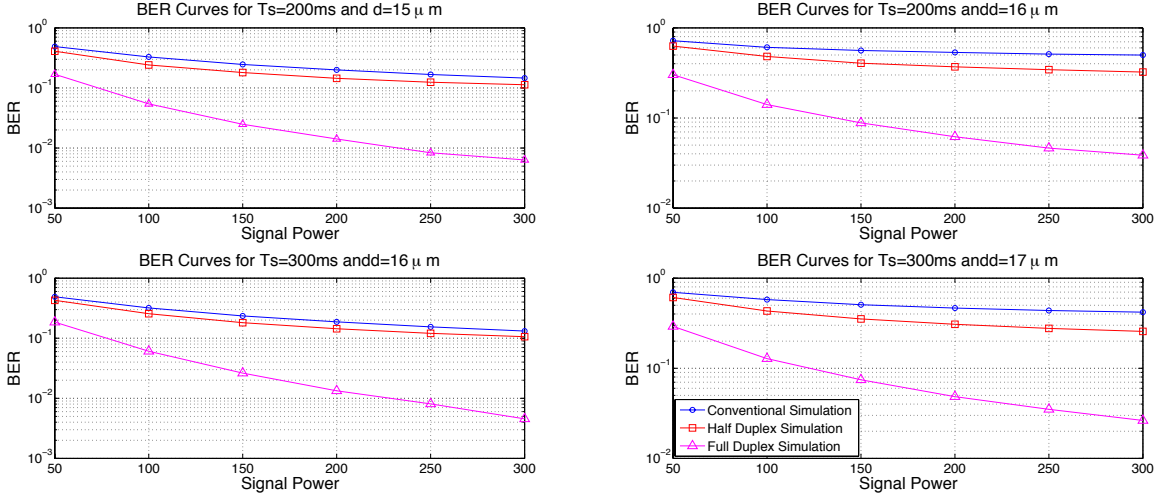 BER Curves for Ts=200ms and d=15 μ m
10^0
10^-1
10^-2
10^-3
BER
50 100 150 200 250 300
Signal Power
BER Curves for Ts=200ms andd=16 μ m
10^0
10^-1
10^-2
BER
50 100 150 200 250 300
Signal Power
BER Curves for Ts=300ms andd=16 μ m
10^0
10^-1
10^-2
10^-3
BER
50 100 150 200 250 300
Signal Power
BER Curves for Ts=300ms andd=17 μ m
10^0
10^-1
10^-2
BER
Conventional Simulation
Half Duplex Simulation
Full Duplex Simulation
50 100 150 200 250 300
Signal Power